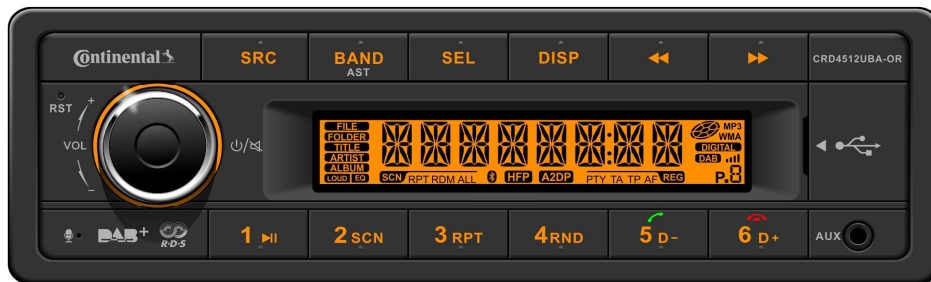 Continental
SRC
BAND
AST
SEL
DISP
CRD4512UBA-OR
RST
+
VOL
-
FILE
FOLDER
TITLE
ARTIST
ALBUM
LOUD EQ
SCN RPT RDM ALL HFP A2DP PTY TA TP AF REG
MP3
WMA
DIGITAL
DAB
P.8
DAB+
R·D·S
1
2 SCN
3 RPT
4 RND
5 D-
6 D+
AUX